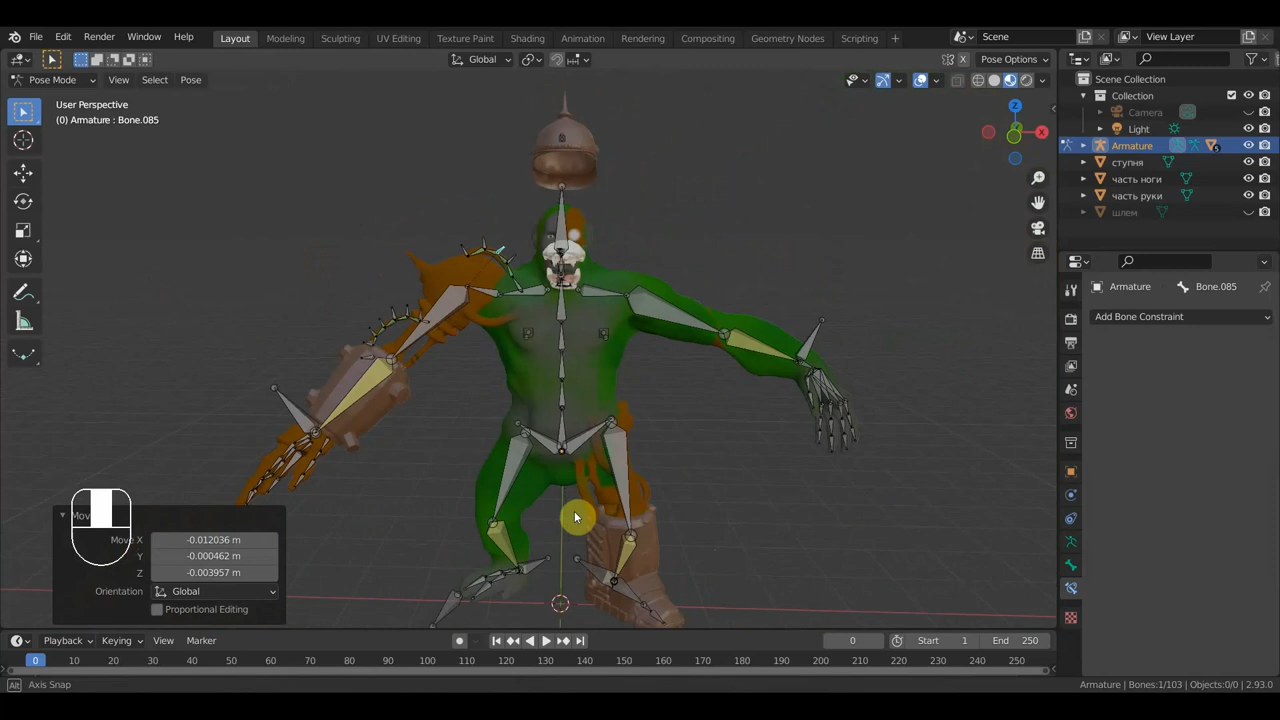 File Edit Render Window Help
Layout Modeling Sculpting UV Editing Texture Paint Shading Animation Rendering Compositing Geometry Nodes Scripting +
Scene View Layer
Global X Pose Options
Pose Mode View Select Pose
User Perspective
(0) Armature : Bone.085
Z
X
Scene Collection
Collection
Camera
Light
Armature 5
ступня
часть ноги
часть руки
шлем
Armature Bone.085
Add Bone Constraint
Move X -0.012036 m
Y -0.000462 m
Z -0.003957 m
Orientation Global
Proportional Editing
Playback Keying View Marker 0 Start 1 End 250
0 10 20 30 40 50 60 70 80 90 100 110 120 130 140 150 160 170 180 190 200 210 220 230 240 250
Alt Axis Snap Armature | Bones:1/103 | Objects:0/0 | 2.93.0